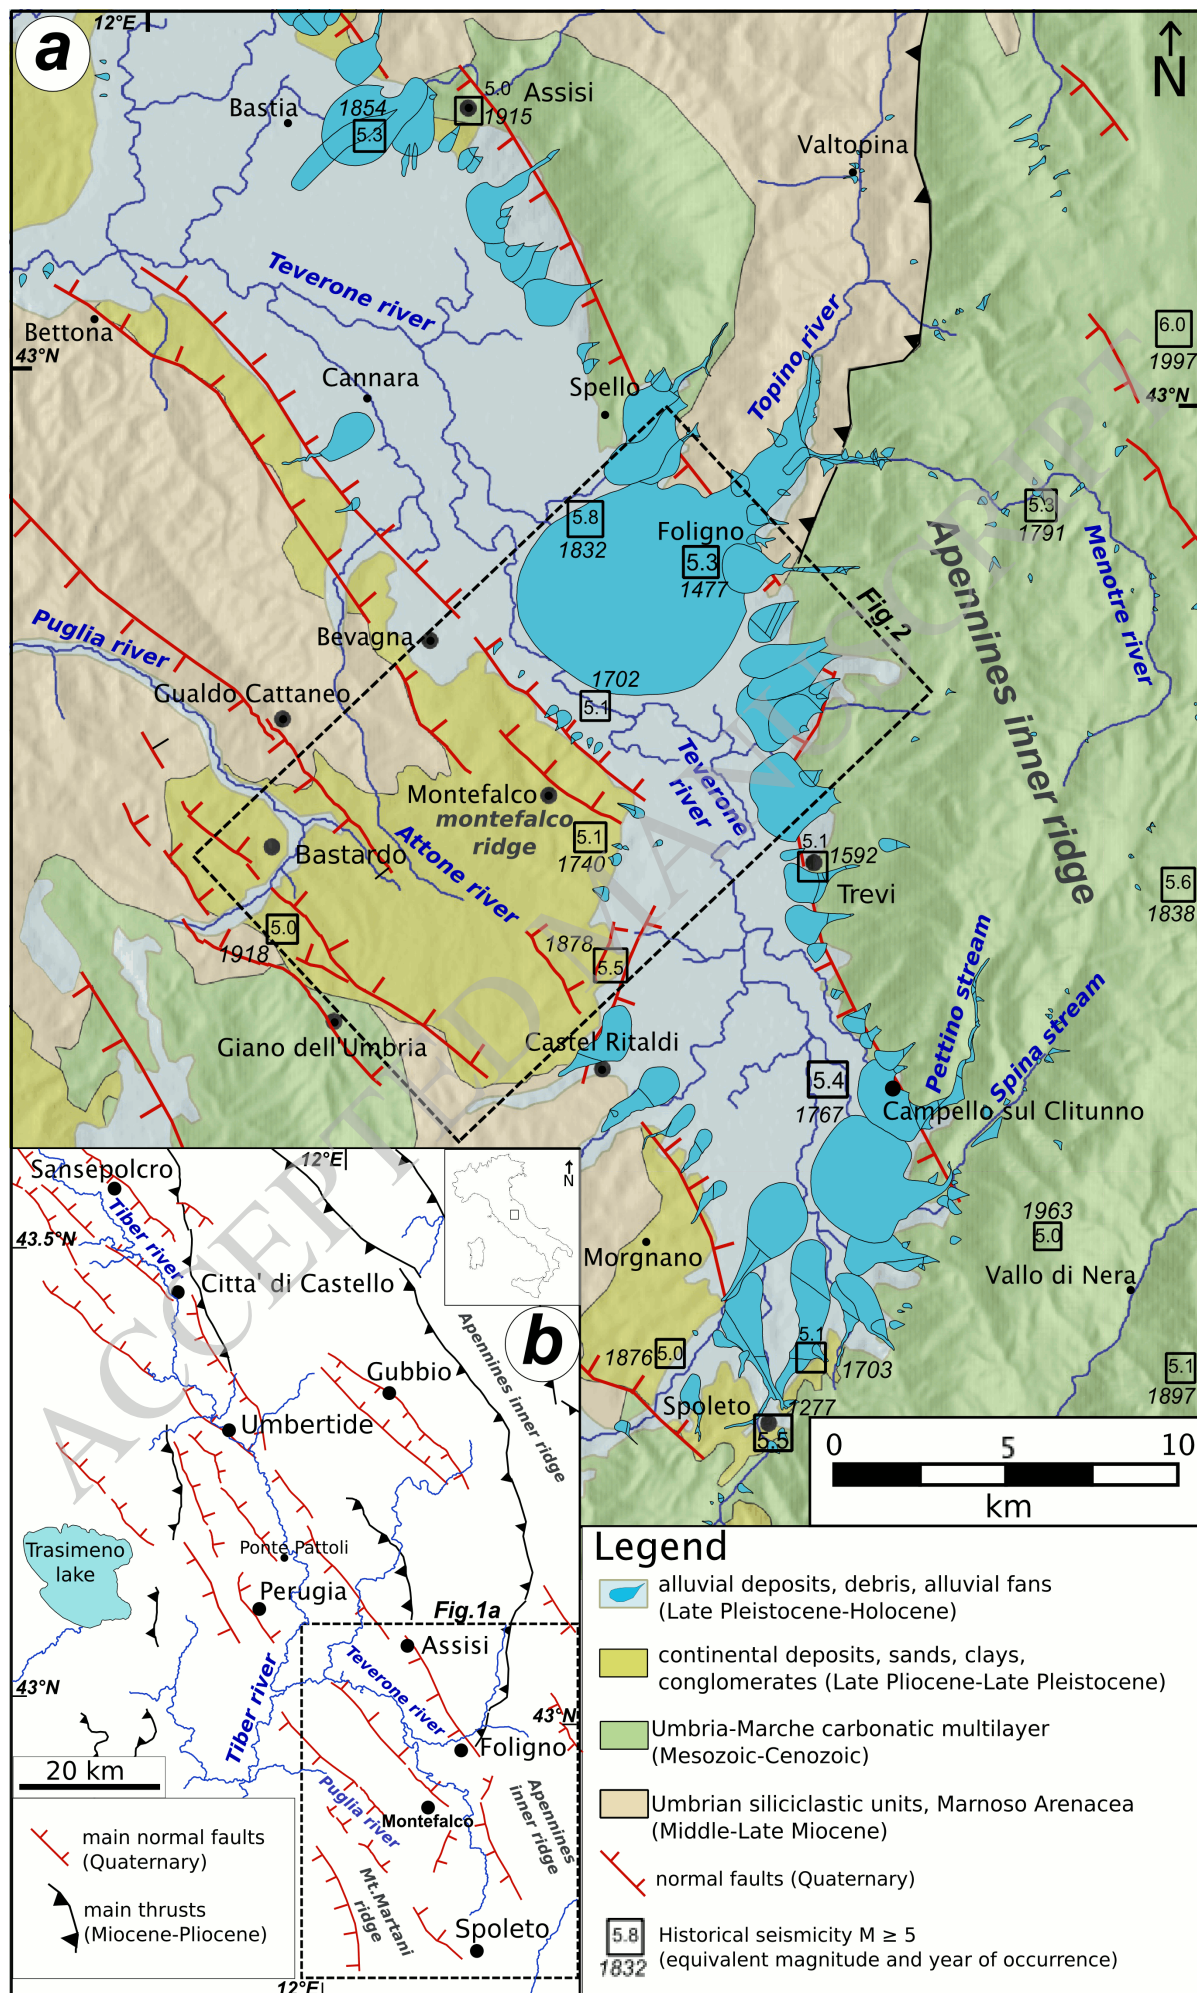 a
12°E
N
Bastia
1854
5.3
5.0
Assisi
1915
Valtopina
Teverone river
Bettona
43°N
Cannara
Spello
Topino river
6.0
1997
43°N
5.8
1832
Foligno
5.3
1477
5.3
1791
Menotre river
Apennines inner ridge
Fig.2
Puglia river
Bevagna
Gualdo Cattaneo
1702
5.1
Teverone
river
Montefalco
montefalco
ridge
5.1
1740
Bastardo
Attone river
5.1
1592
Trevi
5.6
1838
5.0
1918
1878
5.5
Giano dell'Umbria
Castel Ritaldi
Pettino stream
Spina stream
5.4
1767
Campello sul Clitunno
1963
5.0
Vallo di Nera
Morgnano
1876
5.0
5.1
1703
5.1
1897
Spoleto
1277
5.5
0 5 10
km
b
12°E
N
Sansepolcro
Tiber river
43.5°N
Citta' di Castello
Apennines inner ridge
Gubbio
Umbertide
Trasimeno
lake
Ponte Pattoli
Perugia
Fig.1a
Assisi
Teverone river
43°N
Tiber river
43°N
Foligno
20 km
Puglia river
Montefalco
Apennines
inner ridge
Mt.Martani
ridge
Spoleto
main normal faults
(Quaternary)
main thrusts
(Miocene-Pliocene)
12°E
Legend
alluvial deposits, debris, alluvial fans
(Late Pleistocene-Holocene)
continental deposits, sands, clays,
conglomerates (Late Pliocene-Late Pleistocene)
Umbria-Marche carbonatic multilayer
(Mesozoic-Cenozoic)
Umbrian siliciclastic units, Marnoso Arenacea
(Middle-Late Miocene)
normal faults (Quaternary)
5.8
1832
Historical seismicity M ≥ 5
(equivalent magnitude and year of occurrence)
ACCEPTED MANUSCRIPT